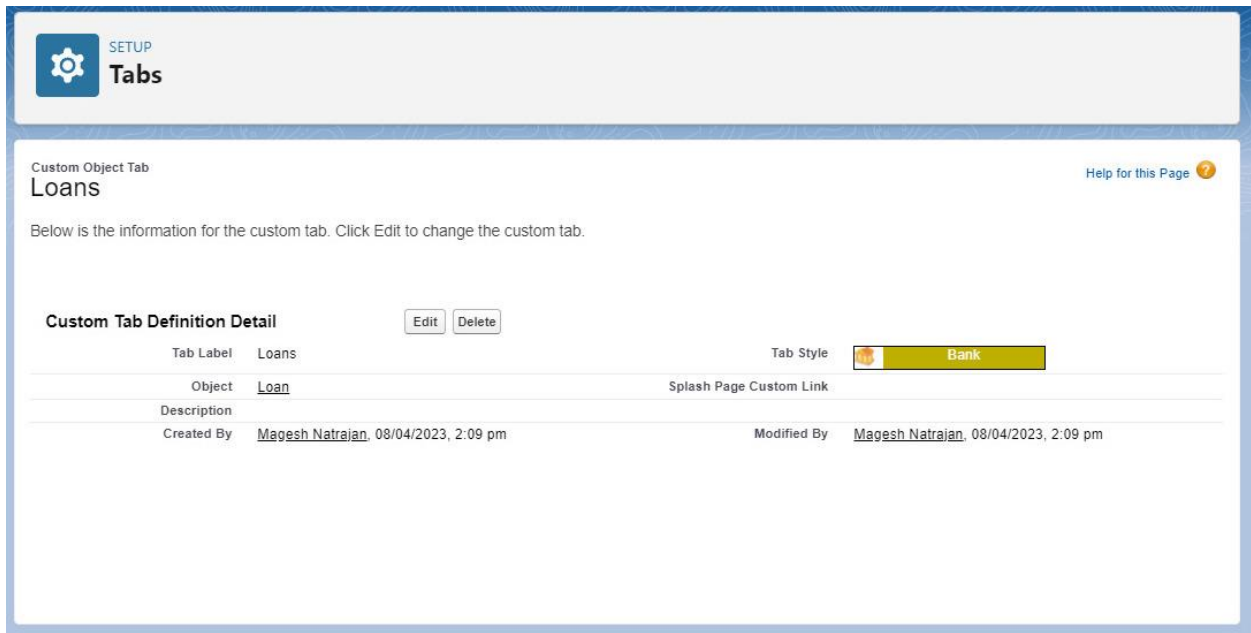 SETUP
Tabs
Custom Object Tab
Loans
Help for this Page ?
Below is the information for the custom tab. Click Edit to change the custom tab.
Custom Tab Definition Detail Edit Delete
Tab Label Loans Tab Style Bank
Object Loan Splash Page Custom Link
Description
Created By Magesh Natrajan, 08/04/2023, 2:09 pm Modified By Magesh Natrajan, 08/04/2023, 2:09 pm